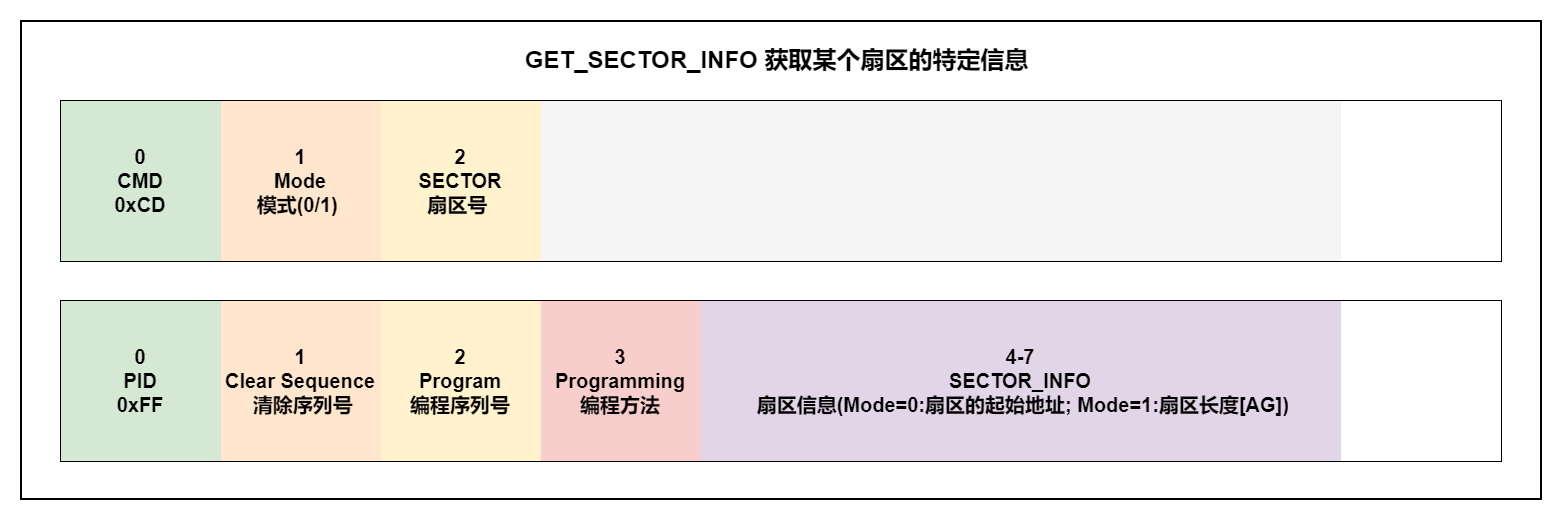 GET_SECTOR_INFO 获取某个扇区的特定信息
0
CMD
0xCD
1
Mode
模式(0/1)
2
SECTOR
扇区号
0
PID
0xFF
1
Clear Sequence
清除序列号
2
Program
编程序列号
3
Programming
编程方法
4-7
SECTOR_INFO
扇区信息(Mode=0:扇区的起始地址; Mode=1:扇区长度[AG])